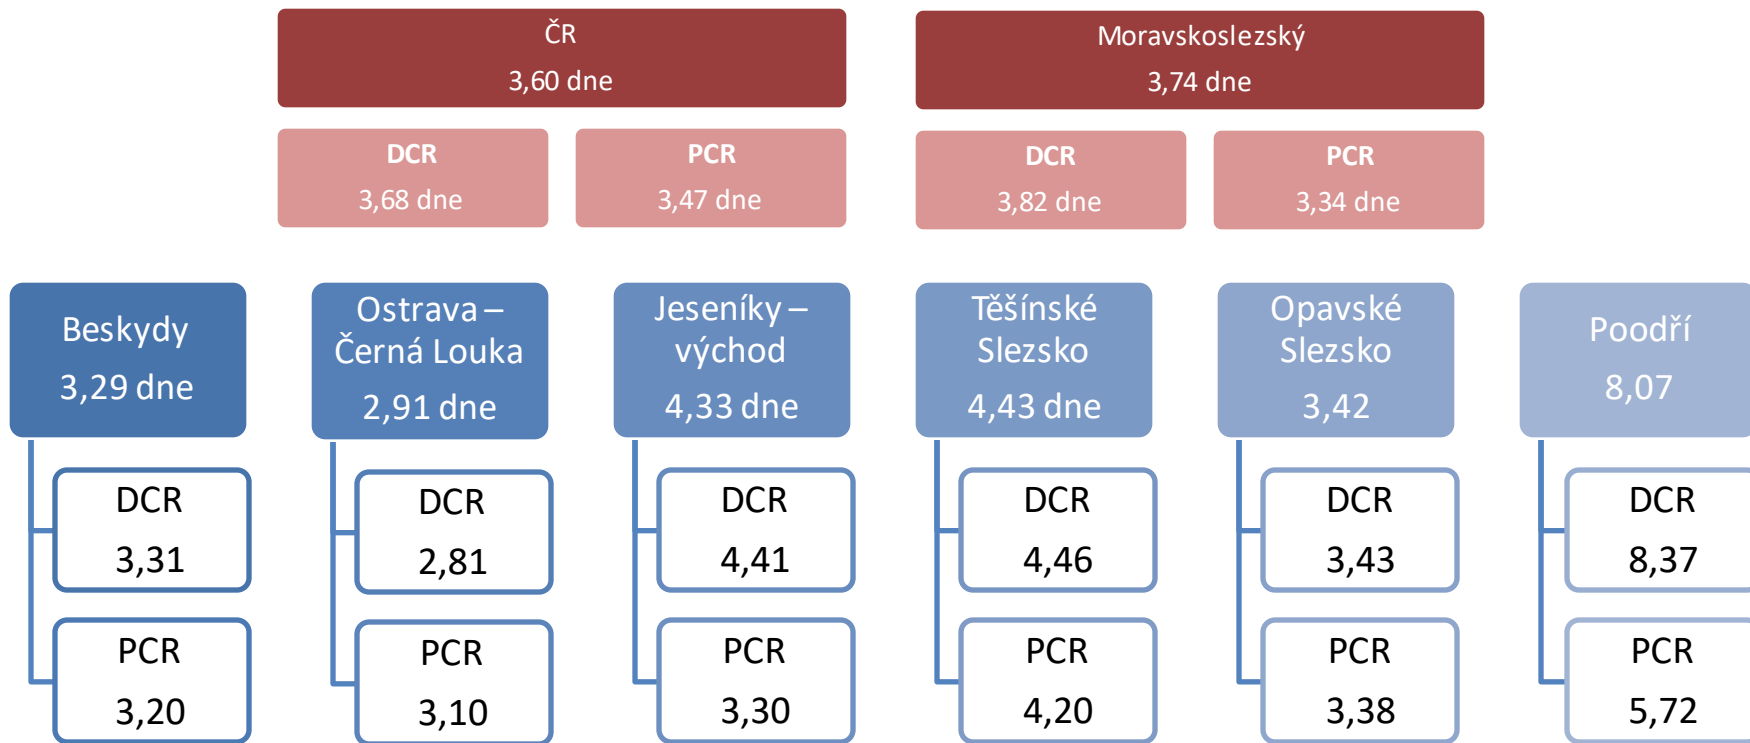 ČR
3,60 dne
DCR
3,68 dne
PCR
3,47 dne
Moravskoslezský
3,74 dne
DCR
3,82 dne
PCR
3,34 dne
Beskydy
3,29 dne
DCR
3,31
PCR
3,20
Ostrava –
Černá Louka
2,91 dne
DCR
2,81
PCR
3,10
Jeseníky –
východ
4,33 dne
DCR
4,41
PCR
3,30
Těšínské
Slezsko
4,43 dne
DCR
4,46
PCR
4,20
Opavské
Slezsko
3,42
DCR
3,43
PCR
3,38
Poodří
8,07
DCR
8,37
PCR
5,72